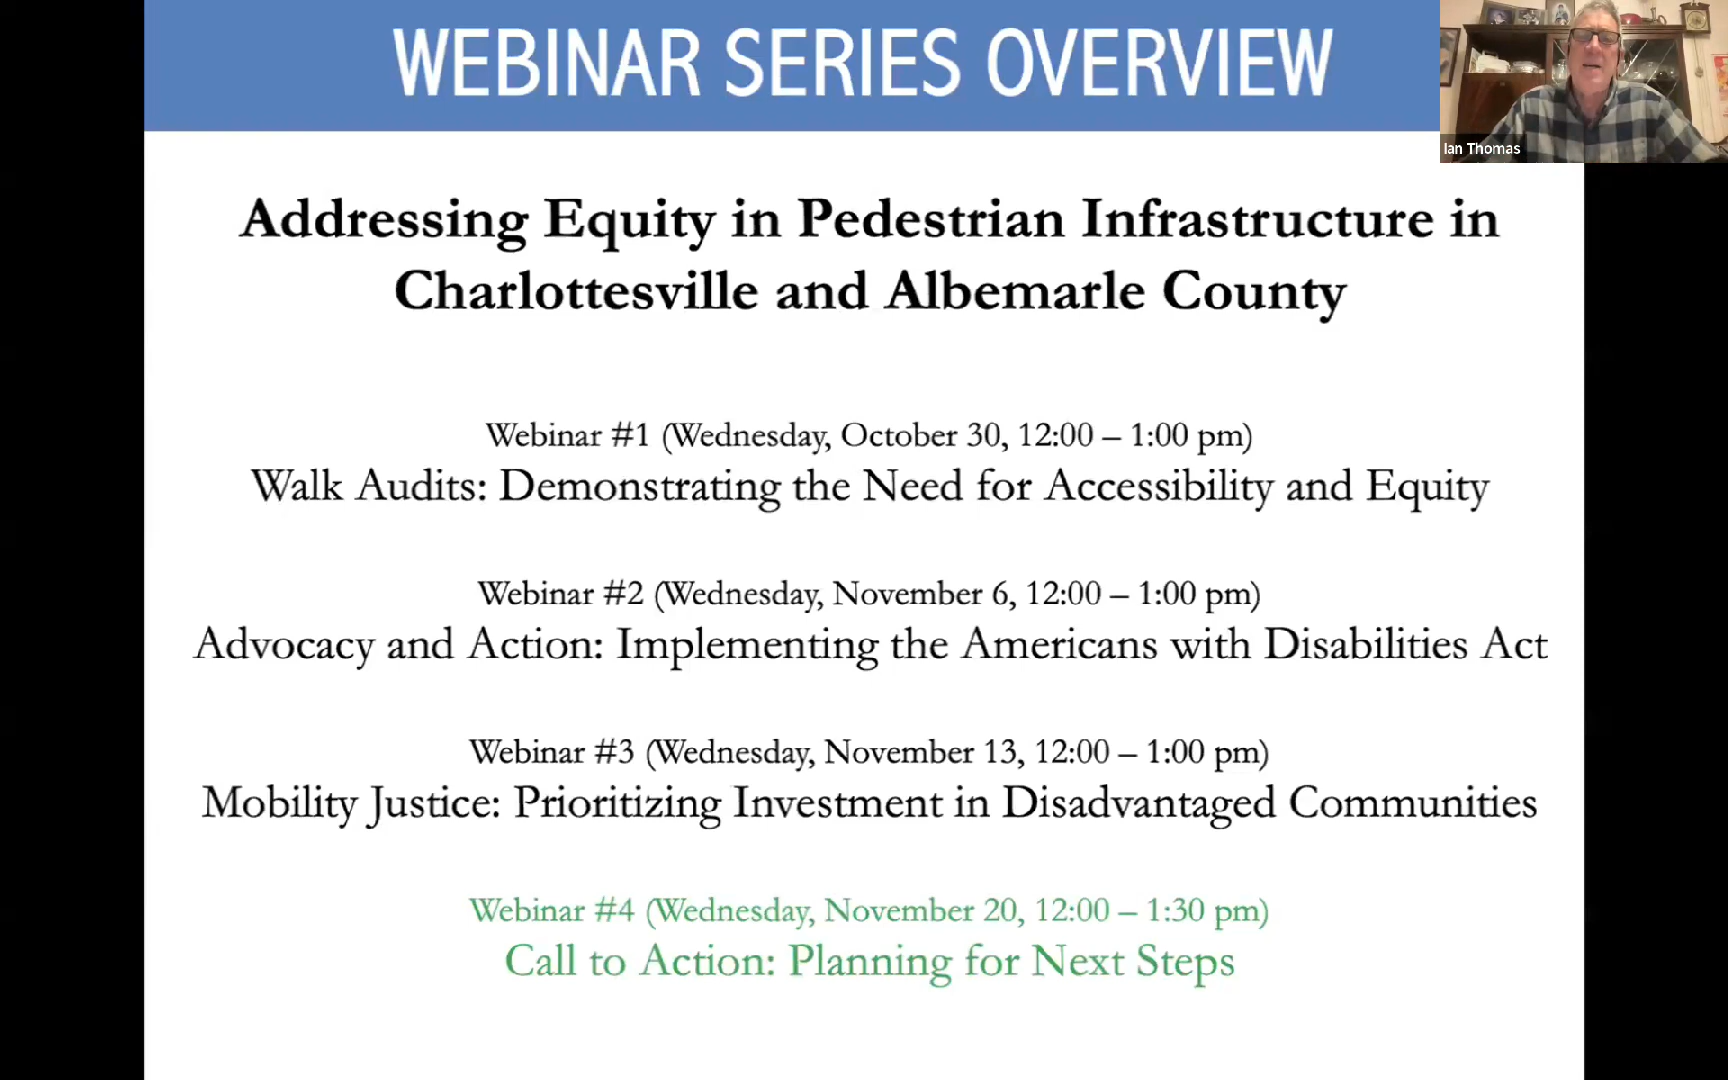 WEBINAR SERIES OVERVIEW
Ian Thomas
Addressing Equity in Pedestrian Infrastructure in
Charlottesville and Albemarle County
Webinar #1 (Wednesday, October 30, 12:00 – 1:00 pm)
Walk Audits: Demonstrating the Need for Accessibility and Equity
Webinar #2 (Wednesday, November 6, 12:00 – 1:00 pm)
Advocacy and Action: Implementing the Americans with Disabilities Act
Webinar #3 (Wednesday, November 13, 12:00 – 1:00 pm)
Mobility Justice: Prioritizing Investment in Disadvantaged Communities
Webinar #4 (Wednesday, November 20, 12:00 – 1:30 pm)
Call to Action: Planning for Next Steps